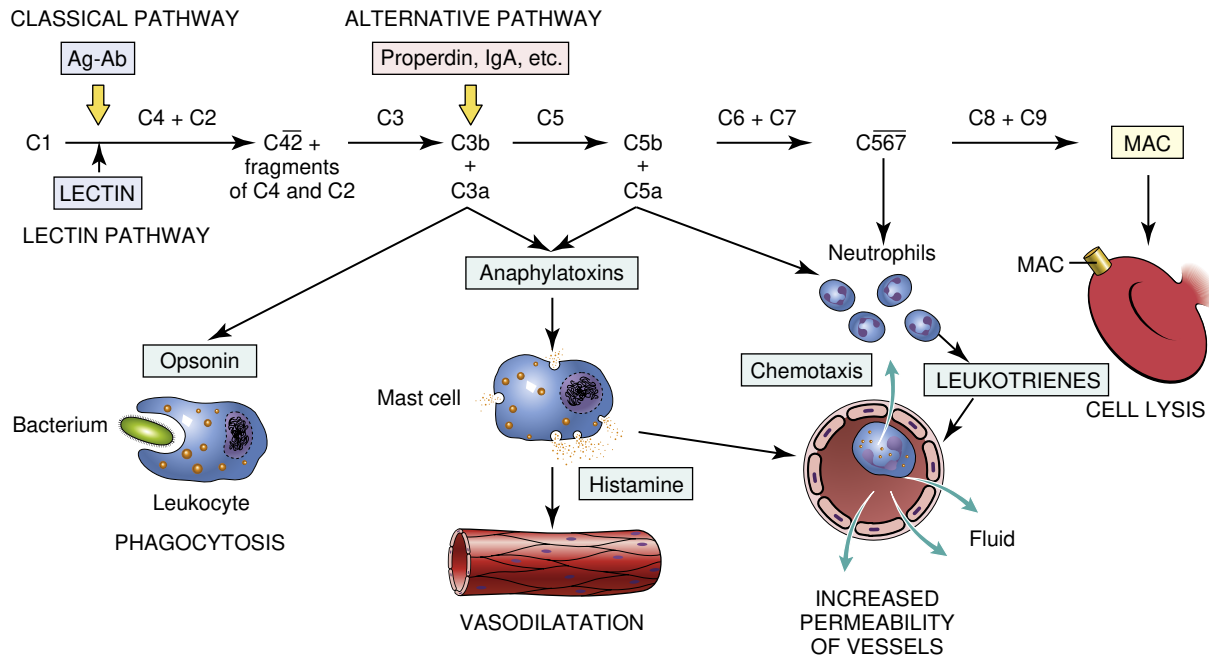 CLASSICAL PATHWAY
ALTERNATIVE PATHWAY
Ag-Ab
Properdin, IgA, etc.
C4 + C2
C3
C5
C6 + C7
C8 + C9
C1
C4̅2̅ +
fragments
of C4 and C2
C3b
+
C3a
C5b
+
C5a
C5̅6̅7̅
MAC
LECTIN
LECTIN PATHWAY
Anaphylatoxins
Neutrophils
MAC
Opsonin
Mast cell
Chemotaxis
LEUKOTRIENES
CELL LYSIS
Bacterium
Leukocyte
PHAGOCYTOSIS
Histamine
Fluid
VASODILATATION
INCREASED
PERMEABILITY
OF VESSELS